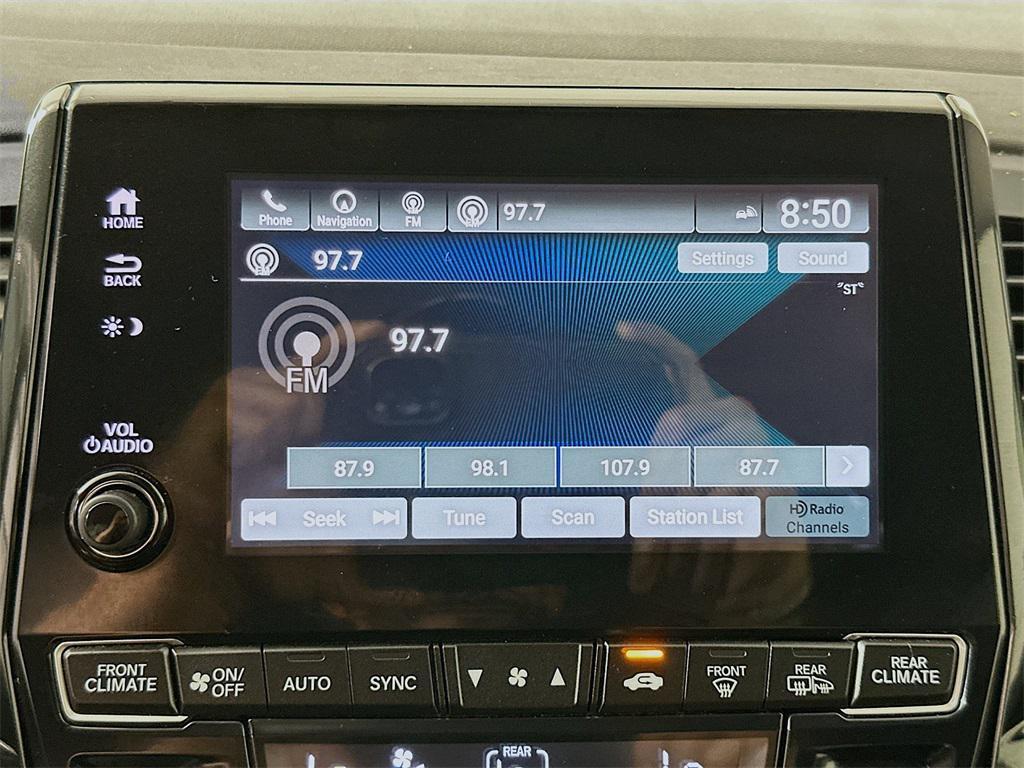 Phone Navigation FM FM 97.7 8:50
HOME
97.7 Settings Sound
BACK
"ST"
97.7
FM
VOL
AUDIO
87.9 98.1 107.9 87.7
Seek Tune Scan Station List HD Radio
Channels
FRONT
CLIMATE
ON/
OFF
AUTO
SYNC
FRONT
REAR
REAR
CLIMATE
REAR